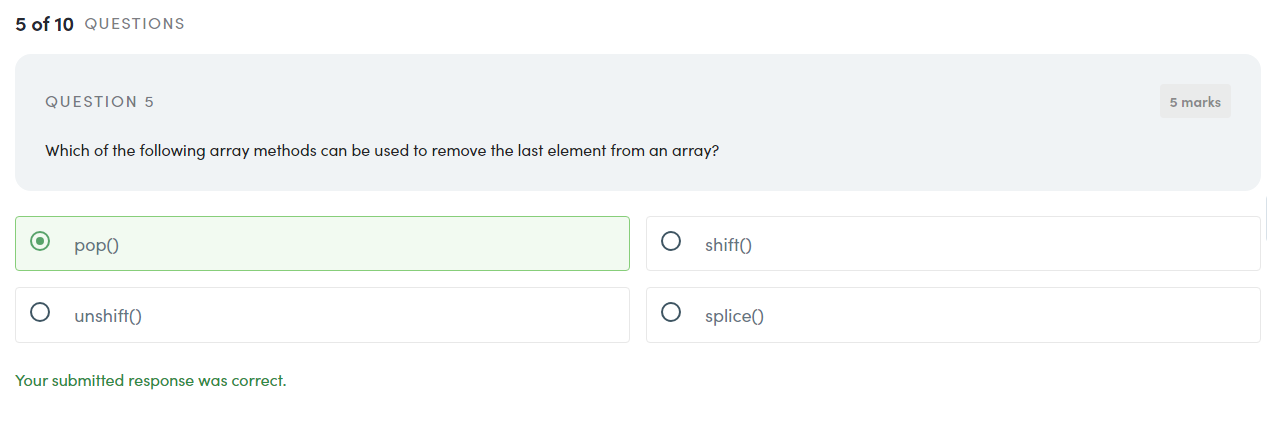 5 of 10 QUESTIONS
QUESTION 5
5 marks
Which of the following array methods can be used to remove the last element from an array?
pop()
shift()
unshift()
splice()
Your submitted response was correct.